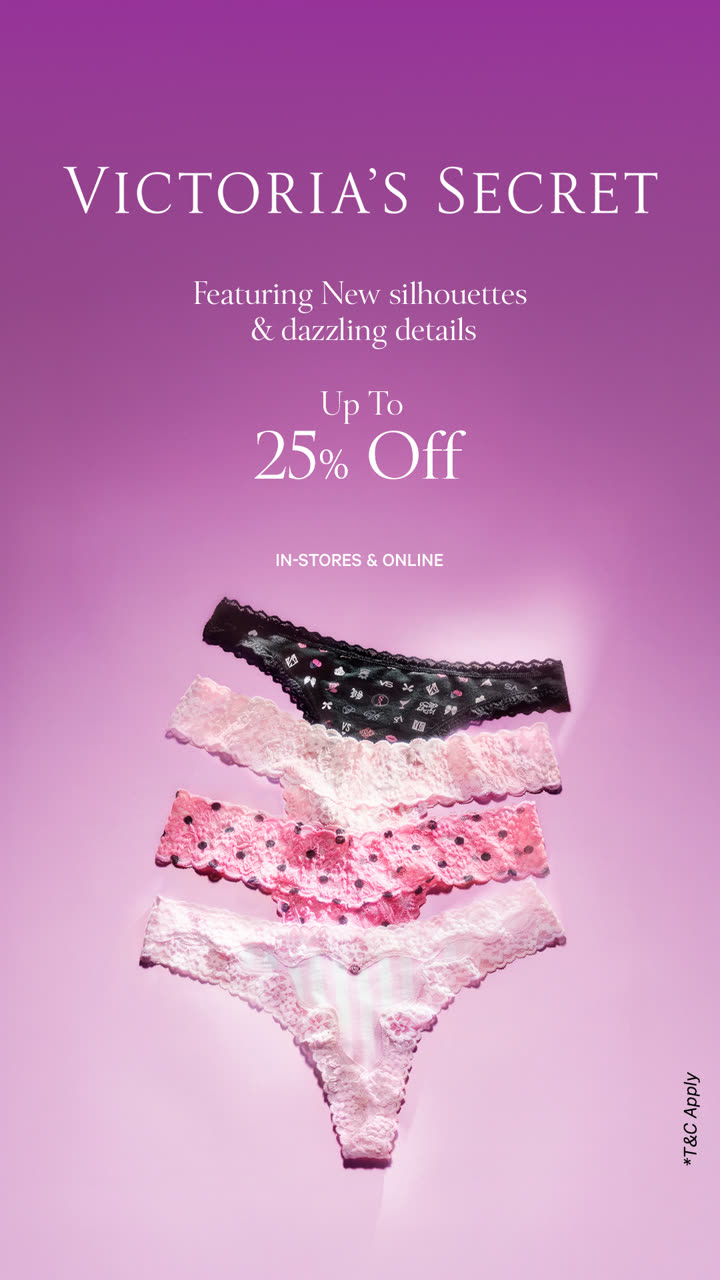 VICTORIA'S SECRET
Featuring New silhouettes
& dazzling details
Up To
25% Off
IN-STORES & ONLINE
*T&C Apply